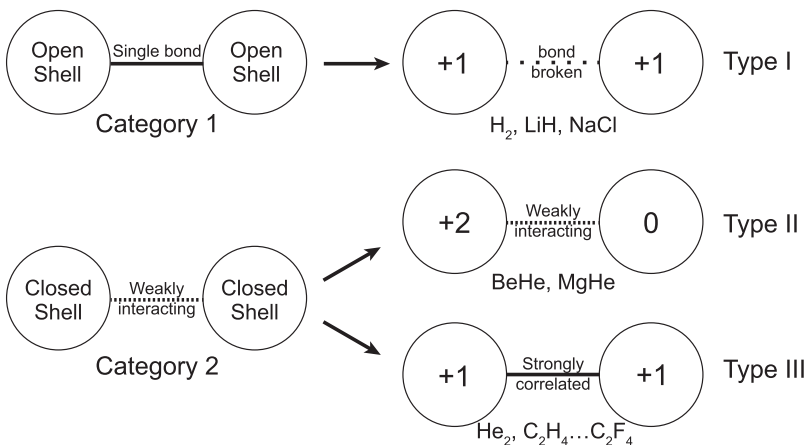 Open Shell
Single bond
Open Shell
Category 1
+1
bond broken
+1
Type I
H₂, LiH, NaCl
Closed Shell
Weakly interacting
Closed Shell
Category 2
+2
Weakly interacting
0
Type II
BeHe, MgHe
+1
Strongly correlated
+1
Type III
He₂, C₂H₄...C₂F₄